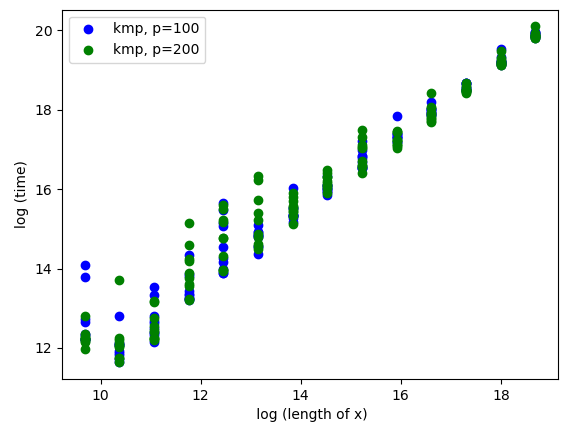 kmp, p=100
kmp, p=200
20
18
16
14
12
log (time)
10 12 14 16 18
log (length of x)